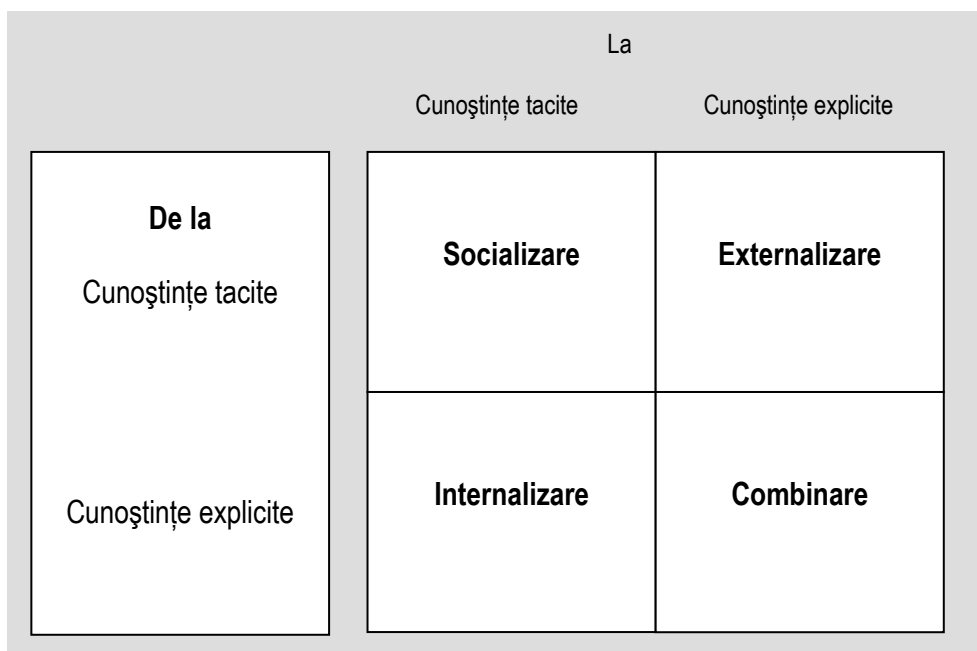 La
Cunoştinţe tacite Cunoştinţe explicite
De la
Cunoştinţe tacite
Socializare Externalizare
Cunoştinţe explicite
Internalizare Combinare